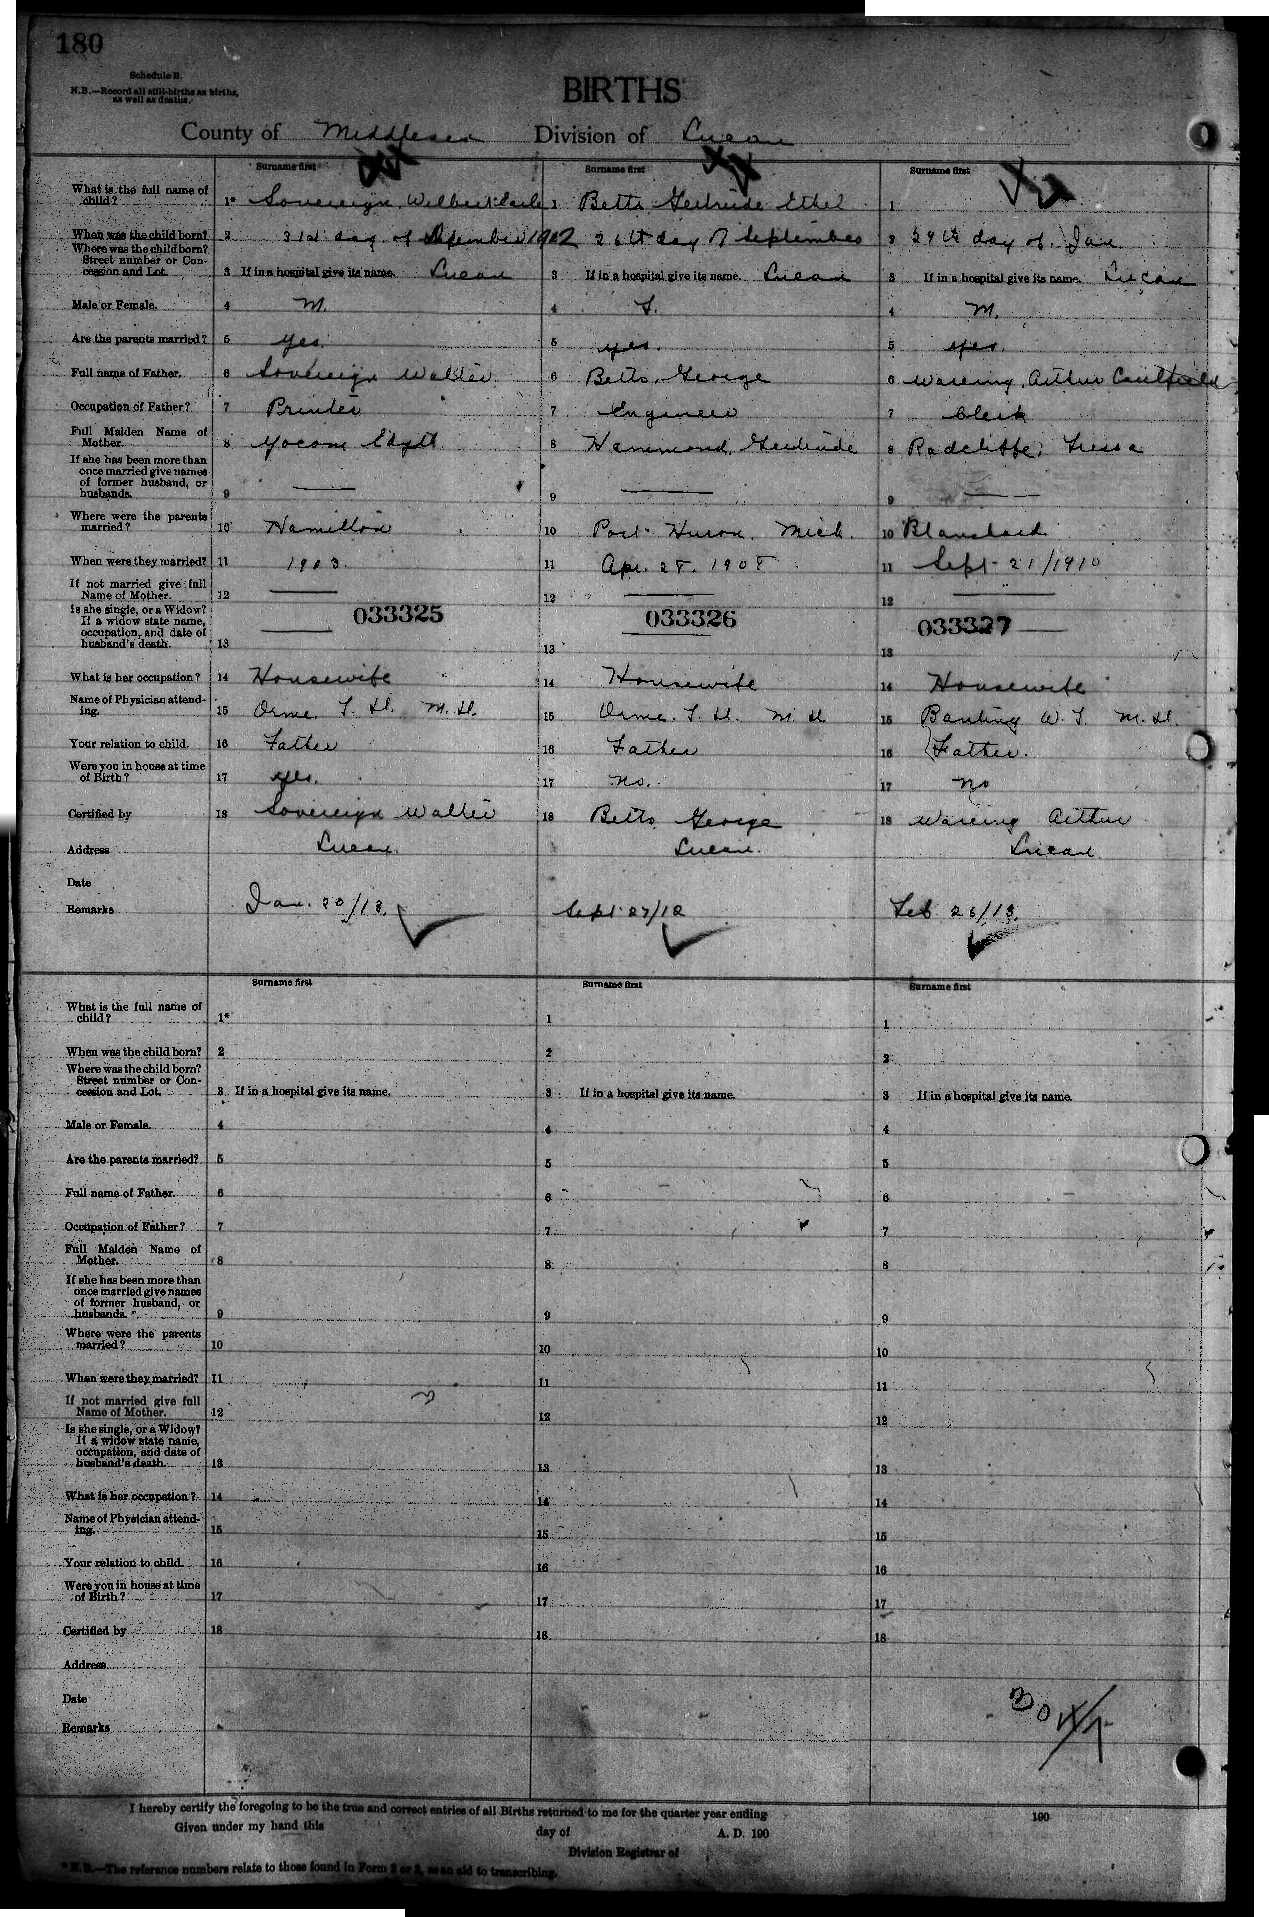 180
Schedule B.
N.B.—Record all still-births as births, as well as deaths.
BIRTHS
County of Middlesex Division of Lucan
Surname first Surname first Surname first
What is the full name of child? 1* Sovereign, Wilbert 1 Betts Gertrude Ethel 1
When was the child born? 2 31st day of December 1912 2 26th day of September 2 29th day of Jan
Where was the child born? Street number or Concession and Lot. 3 If in a hospital give its name. Lucan 3 If in a hospital give its name. Lucan 3 If in a hospital give its name. Lucan
Male or Female. 4 M. 4 F. 4 M.
Are the parents married? 5 yes. 5 yes. 5 yes.
Full name of Father. 6 Sovereign Walter 6 Betts, George 6 Wareing, Arthur Caulfield
Occupation of Father? 7 Printer 7 Engineer 7 Clerk
Full Maiden Name of Mother. 8 Yocom Edyth 8 Hammond, Gertrude 8 Radcliffe, Tressa
If she has been more than once married give names of former husband, or husbands. 9 — 9 — 9 —
Where were the parents married? 10 Hamilton 10 Port Huron, Mich. 10 Blanshard
When were they married? 11 1903. 11 Apr. 28, 1908 11 Sept 21/1910
If not married give full Name of Mother. 12 — 12 — 12 —
033325 033326 033327
Is she single, or a Widow? If a widow state name, occupation, and date of husband's death. 13 — 13 — 13 —
What is her occupation? 14 Housewife 14 Housewife 14 Housewife
Name of Physician attending. 15 Orme, T. D. M.D. 15 Orme, T. D. M D 15 Banting W. T. M.D.
Your relation to child. 16 Father 16 Father 16 Father.
Were you in house at time of Birth? 17 yes. 17 no. 17 no
Certified by 18 Sovereign Walter 18 Betts George 18 Wareing Arthur
Address Lucan. Lucan. Lucan
Date
Remarks Jan. 20/13. Sept 27/12 Feb 26/13.
Surname first Surname first Surname first
What is the full name of child? 1* 1 1
When was the child born? 2 2 2
Where was the child born? Street number or Concession and Lot. 3 If in a hospital give its name. 3 If in a hospital give its name. 3 If in a hospital give its name.
Male or Female. 4 4 4
Are the parents married? 5 5 5
Full name of Father. 6 6 6
Occupation of Father? 7 7 7
Full Maiden Name of Mother. 8 8 8
If she has been more than once married give names of former husband, or husbands. 9 9 9
Where were the parents married? 10 10 10
When were they married? 11 11 11
If not married give full Name of Mother. 12 12 12
Is she single, or a Widow? If a widow state name, occupation, and date of husband's death. 13 13 13
What is her occupation? 14 14 14
Name of Physician attending. 15 15 15
Your relation to child. 16 16 16
Were you in house at time of Birth? 17 17 17
Certified by 18 18 18
Address
Date
Remarks
I hereby certify the foregoing to be the true and correct entries of all Births returned to me for the quarter year ending 190
Given under my hand this day of A. D. 190
Division Registrar of
* N.B.—The reference numbers relate to those found in Form 2 or 3, as an aid to transcribing.